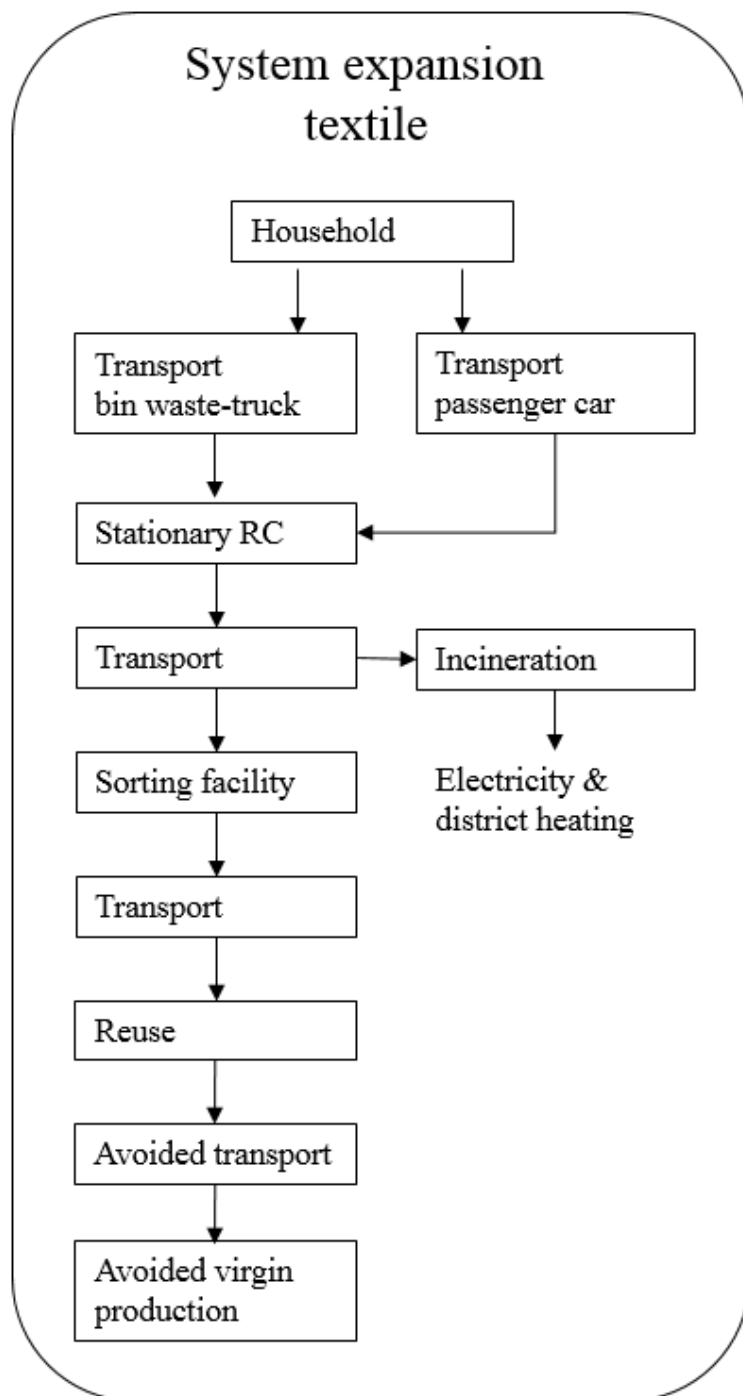 System expansion
textile
Household
Transport
bin waste-truck
Transport
passenger car
Stationary RC
Transport
Incineration
Sorting facility
Electricity &
district heating
Transport
Reuse
Avoided transport
Avoided virgin
production